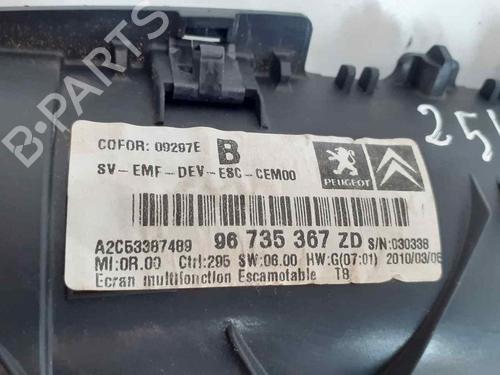 COFOR: 09297E B
SV-EMF-DEV-ESC-CEM00
PEUGEOT
A2C53387489 96 735 367 ZD S/N:030338
MI:0R.00 Ctrl:295 SW:06.00 HW:G(07:01) 2010/03/06
Ecran multifonction Escamotable T8
B-PARTS